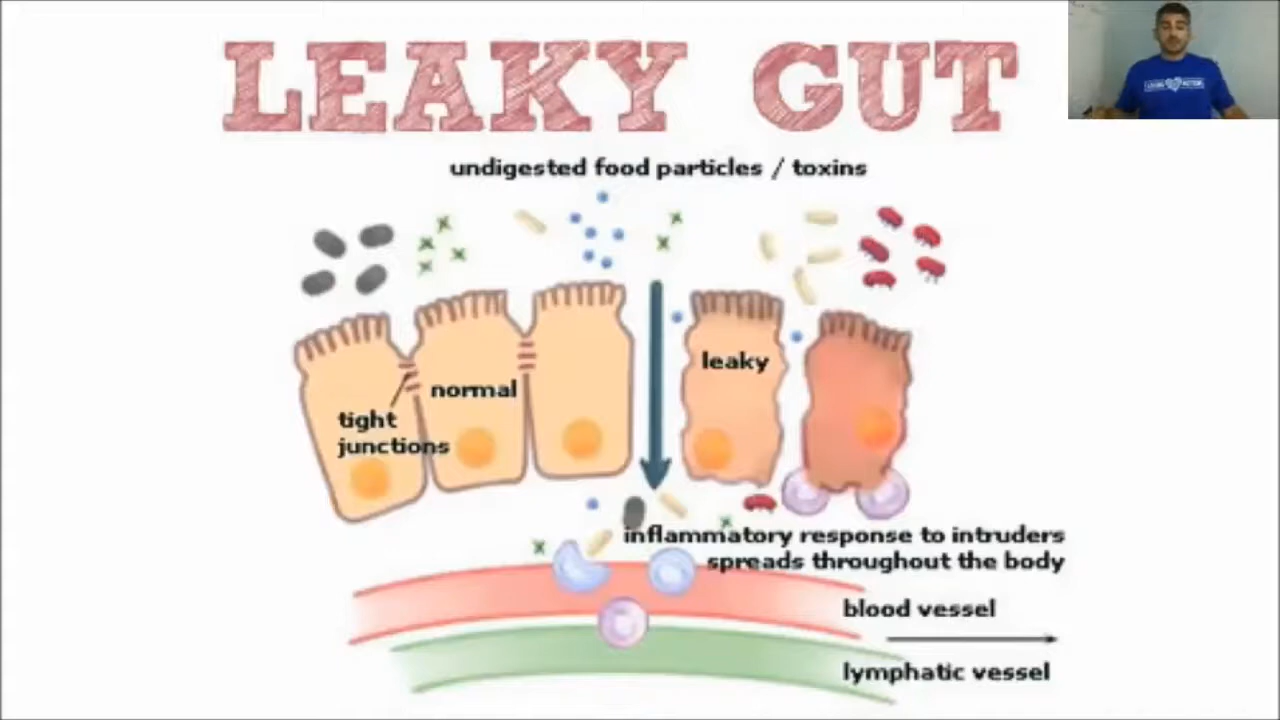 LEAKY GUT
undigested food particles / toxins
leaky
normal
tight
junctions
inflammatory response to intruders
spreads throughout the body
blood vessel
lymphatic vessel